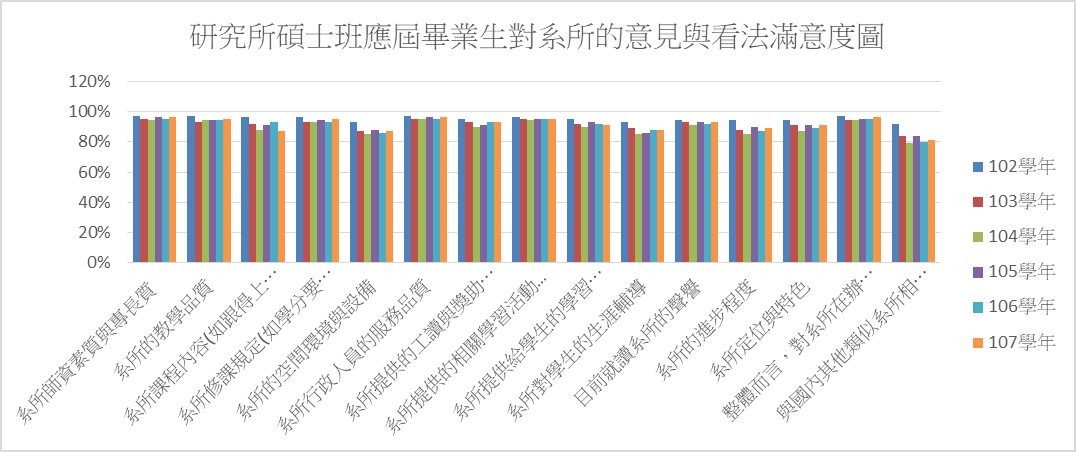 研究所碩士班應屆畢業生對系所的意見與看法滿意度圖
120%
100%
80%
60%
40%
20%
0%
系所師資素質與專長質
系所的教學品質
系所課程內容(如跟得上…
系所修課規定(如學分要…
系所的空間環境與設備
系所行政人員的服務品質
系所提供的工讀與獎助…
系所提供的相關學習活動…
系所提供給學生的學習…
系所對學生的生涯輔導
目前就讀系所的聲譽
系所的進步程度
系所定位與特色
整體而言，對系所在辦…
與國內其他類似系所相…
102學年
103學年
104學年
105學年
106學年
107學年